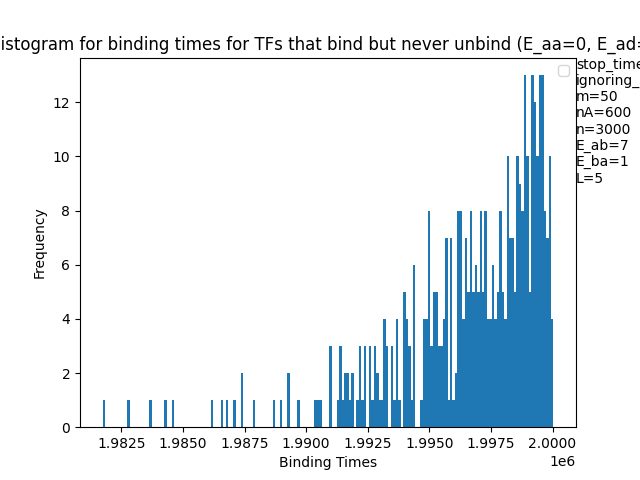 istogram for binding times for TFs that bind but never unbind (E_aa=0, E_ad=
stop_time
ignoring_
m=50
nA=600
n=3000
E_ab=7
E_ba=1
L=5
12
10
8
6
4
2
0
Frequency
1.9825 1.9850 1.9875 1.9900 1.9925 1.9950 1.9975 2.0000
1e6
Binding Times